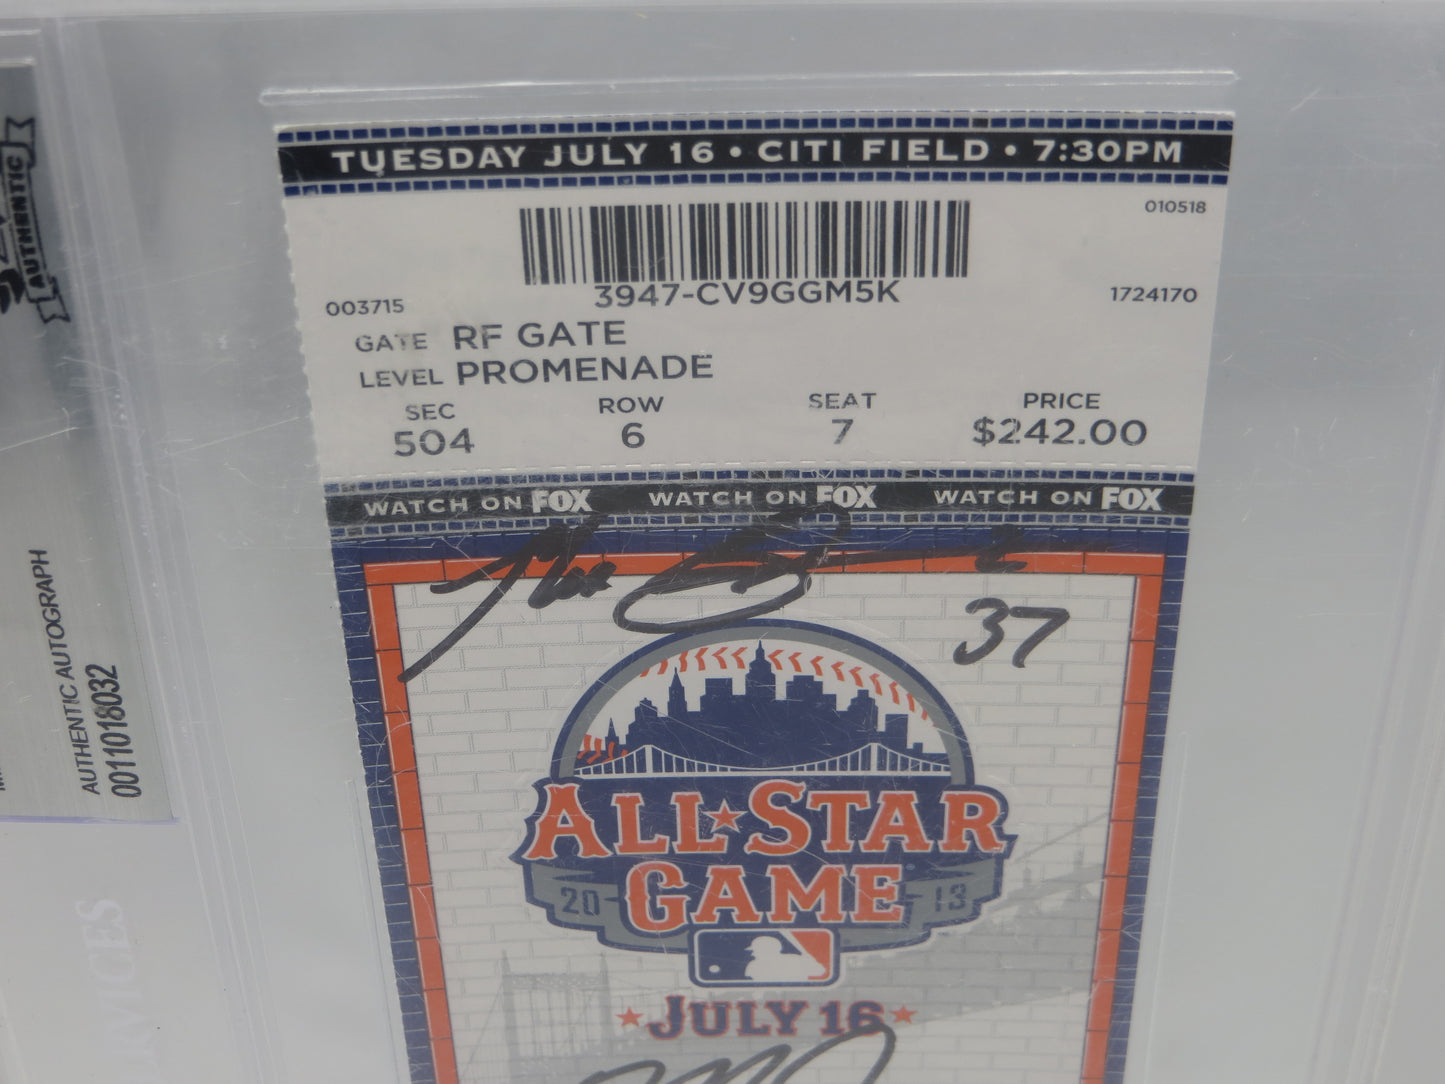 TUESDAY JULY 16 • CITI FIELD • 7:30PM
010518
3947-CV9GGM5K
003715
1724170
GATE RF GATE
LEVEL PROMENADE
SEC ROW SEAT PRICE
504 6 7 $242.00
WATCH ON FOX WATCH ON FOX WATCH ON FOX
37
ALL★STAR
GAME
20 13
★JULY 16★
AUTHENTIC
AUTHENTIC AUTOGRAPH
0011018032